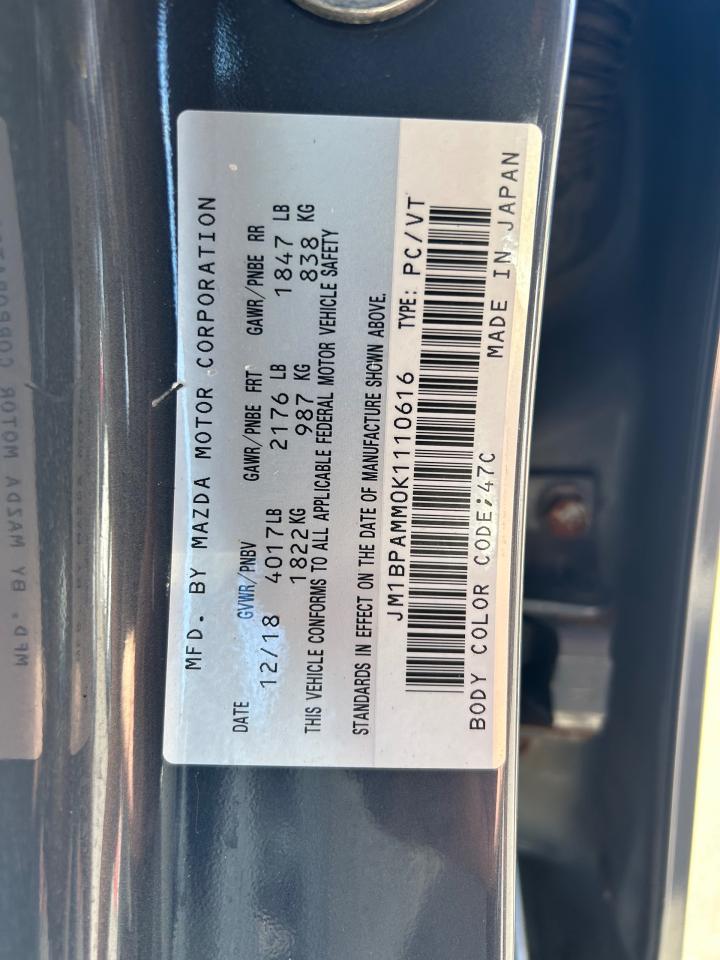 MFD. BY MAZDA MOTOR CORPORATION
DATE GVWR/PNBV GAWR/PNBE FRT GAWR/PNBE RR
12/18 4017LB 2176 LB 1847 LB
1822KG 987 KG 838 KG
THIS VEHICLE CONFORMS TO ALL APPLICABLE FEDERAL MOTOR VEHICLE SAFETY
STANDARDS IN EFFECT ON THE DATE OF MANUFACTURE SHOWN ABOVE.
JM1BPAMM0K1110616 TYPE: PC/VT
BODY COLOR CODE:47C MADE IN JAPAN